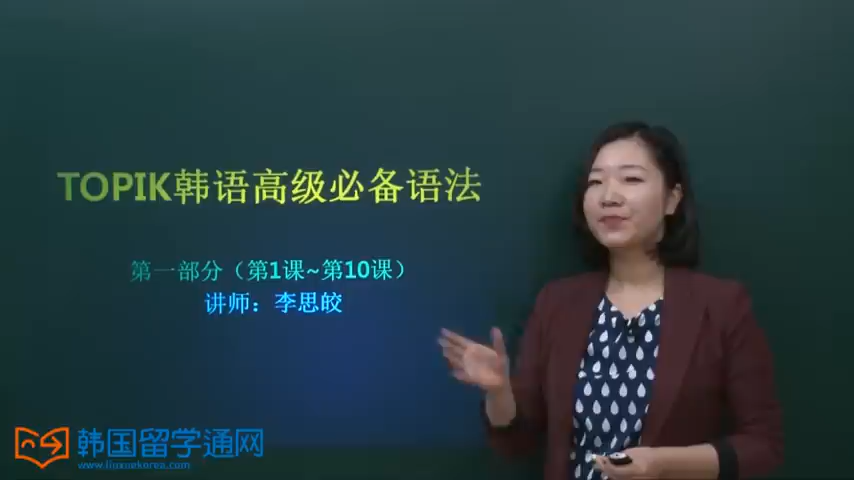 TOPIK韩语高级必备语法
第一部分（第1课~第10课）
讲师：李思皎
韩国留学通网
www.liuxuekorea.com